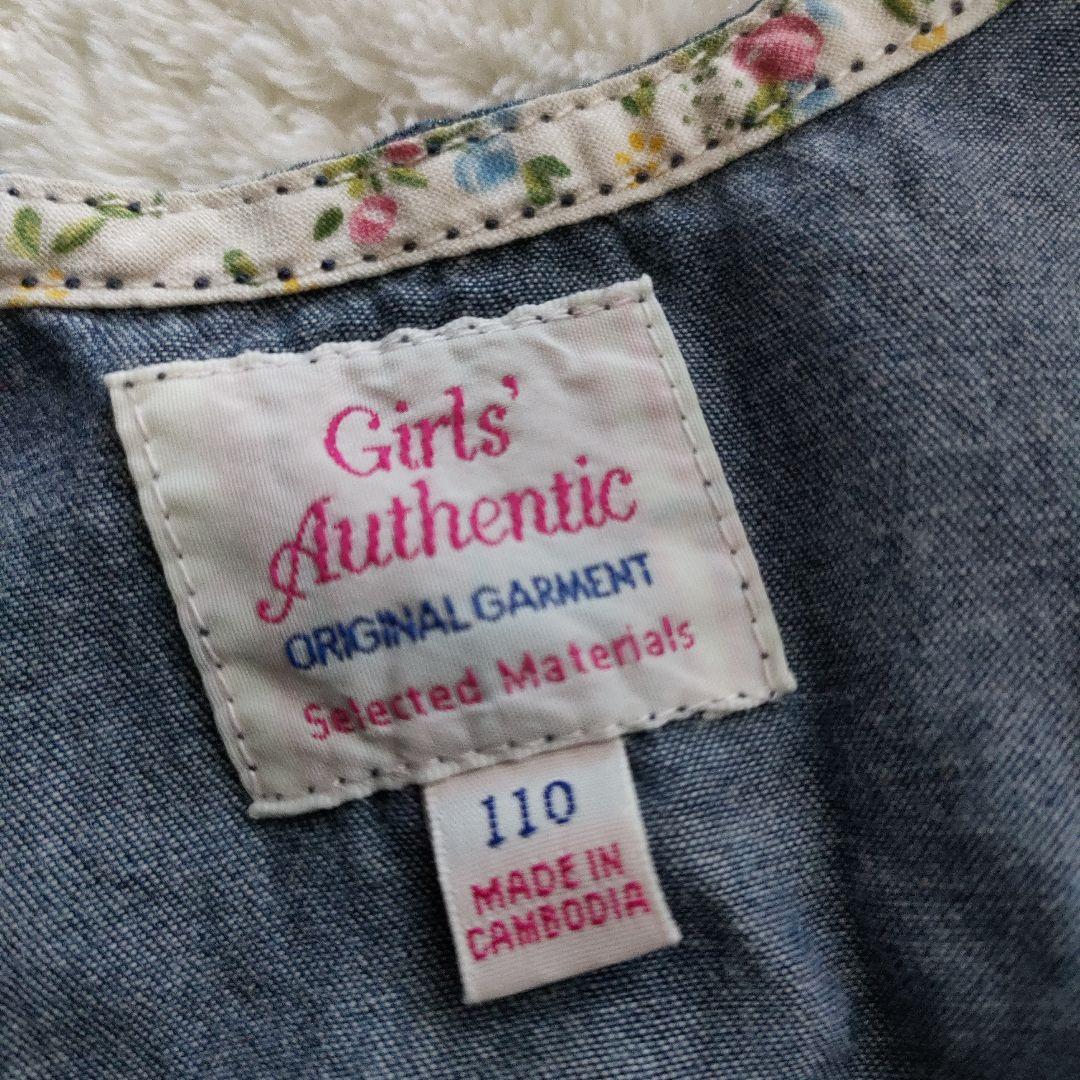 Girls'
Authentic
ORIGINAL GARMENT
Selected Materials
110
MADE IN
CAMBODIA